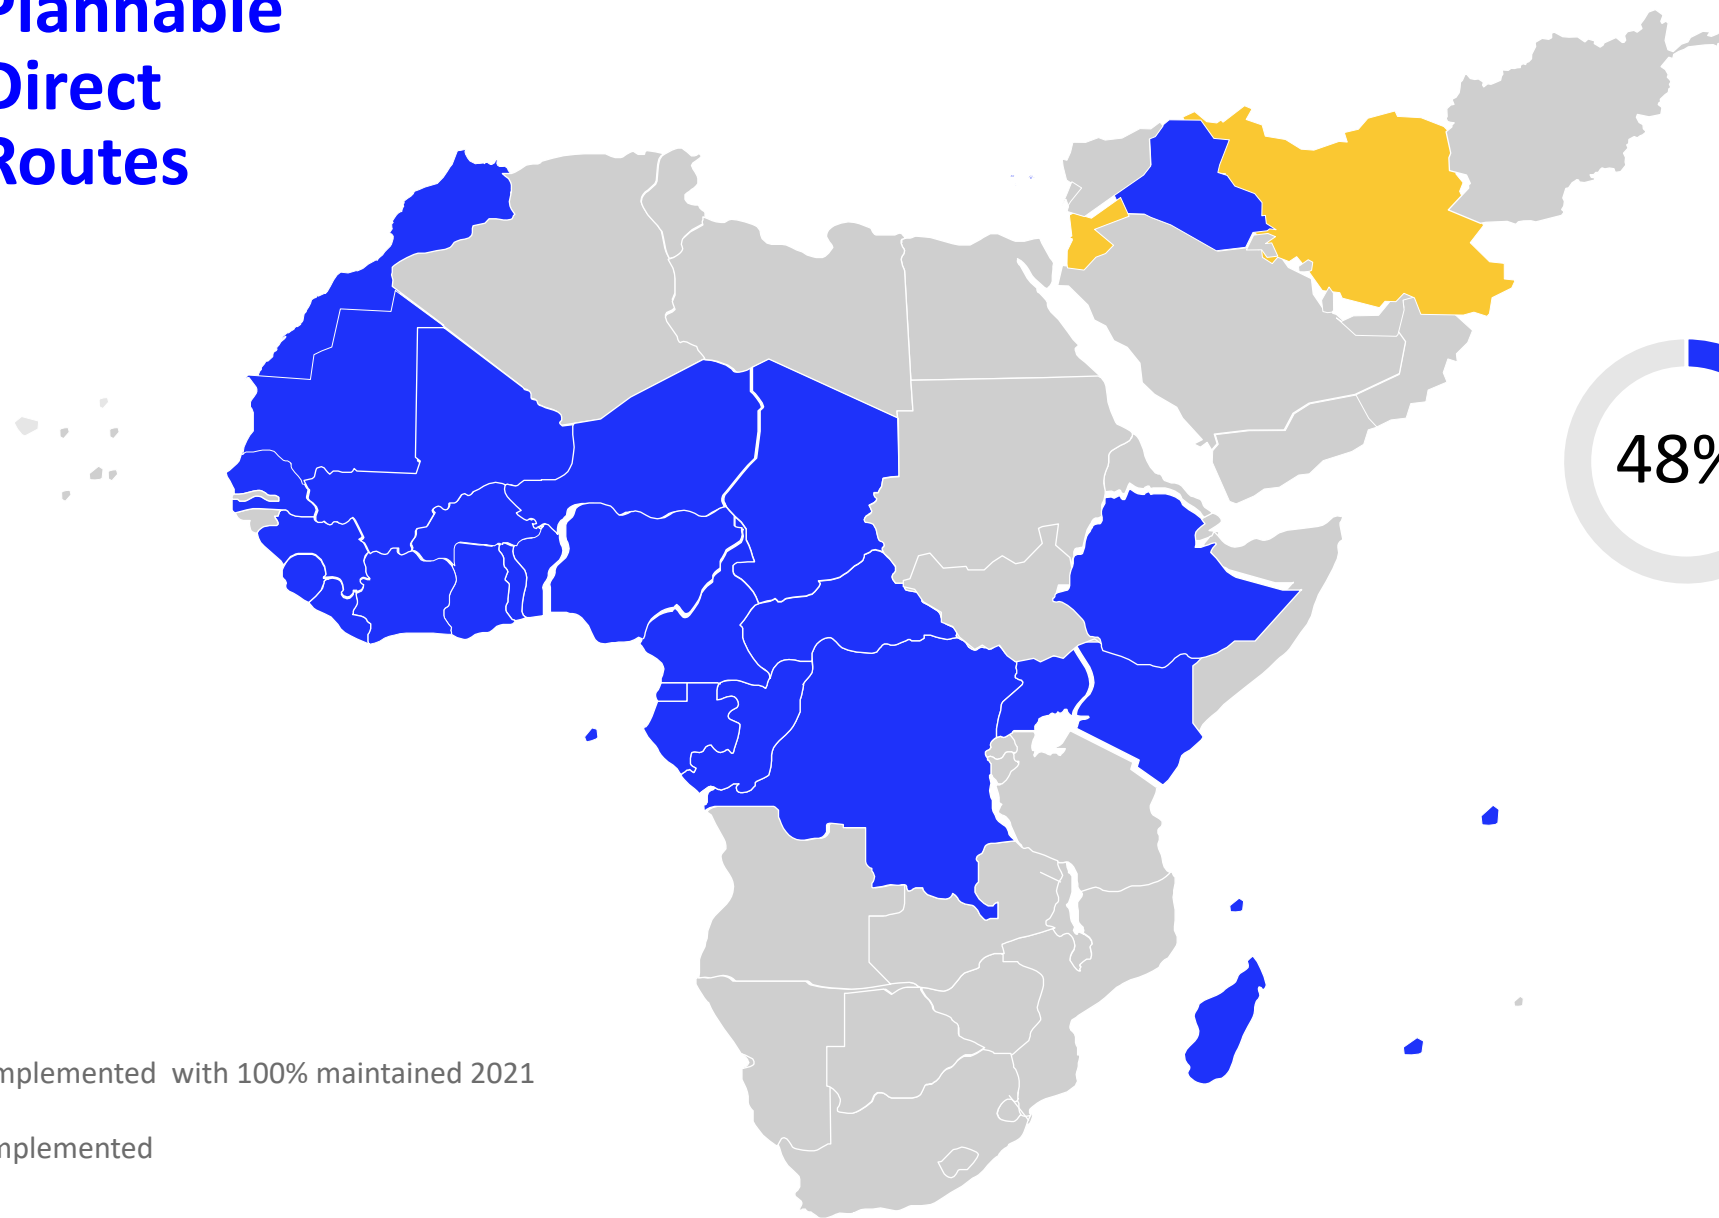 Plannable
Direct
Routes
48%
mplemented with 100% maintained 2021
mplemented